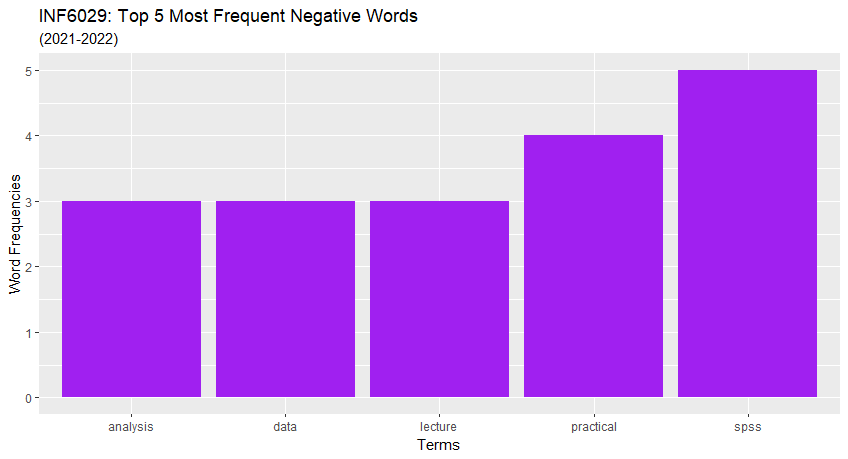 INF6029: Top 5 Most Frequent Negative Words
(2021-2022)
5
4
3
2
1
0
Word Frequencies
analysis data lecture practical spss
Terms